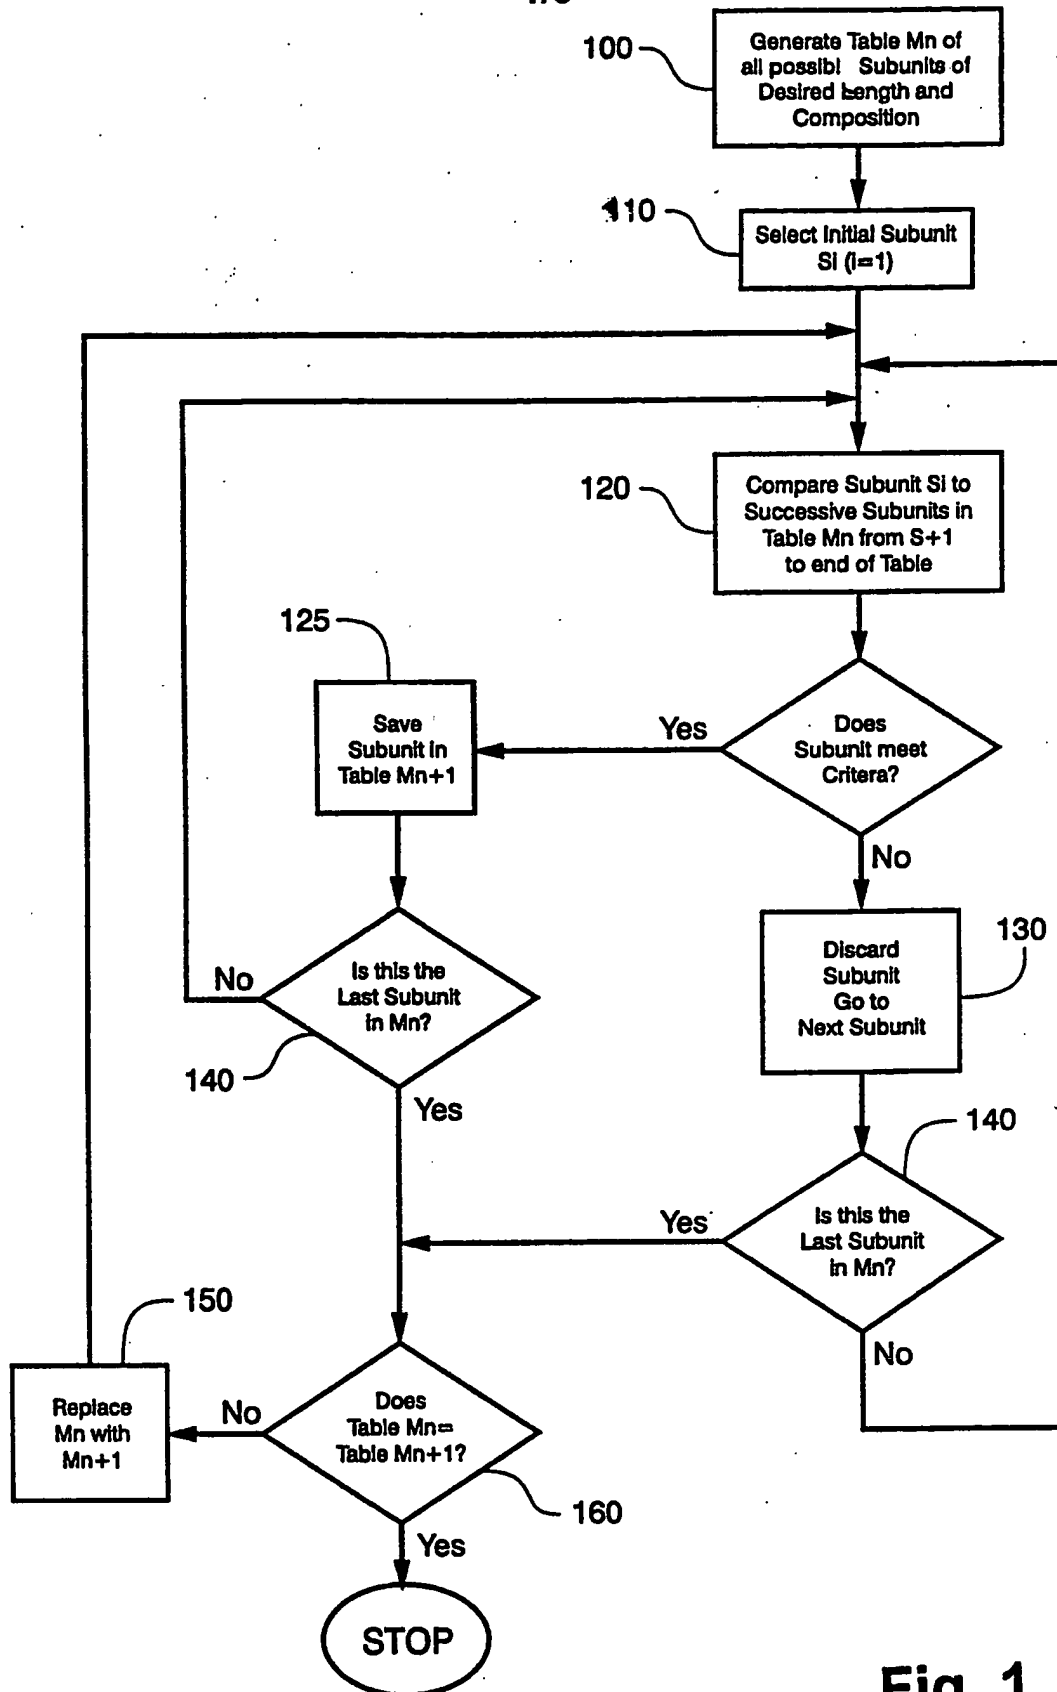 100
Generate Table Mn of
all possibl Subunits of
Desired Length and
Composition
110
Select Initial Subunit
Si (i=1)
120
Compare Subunit Si to
Successive Subunits in
Table Mn from S+1
to end of Table
125
Save
Subunit in
Table Mn+1
Yes
Does
Subunit meet
Critera?
No
130
Discard
Subunit
Go to
Next Subunit
No
Is this the
Last Subunit
in Mn?
140
Yes
140
Yes
Is this the
Last Subunit
in Mn?
No
150
Replace
Mn with
Mn+1
No
Does
Table Mn=
Table Mn+1?
160
Yes
STOP
Fig. 1